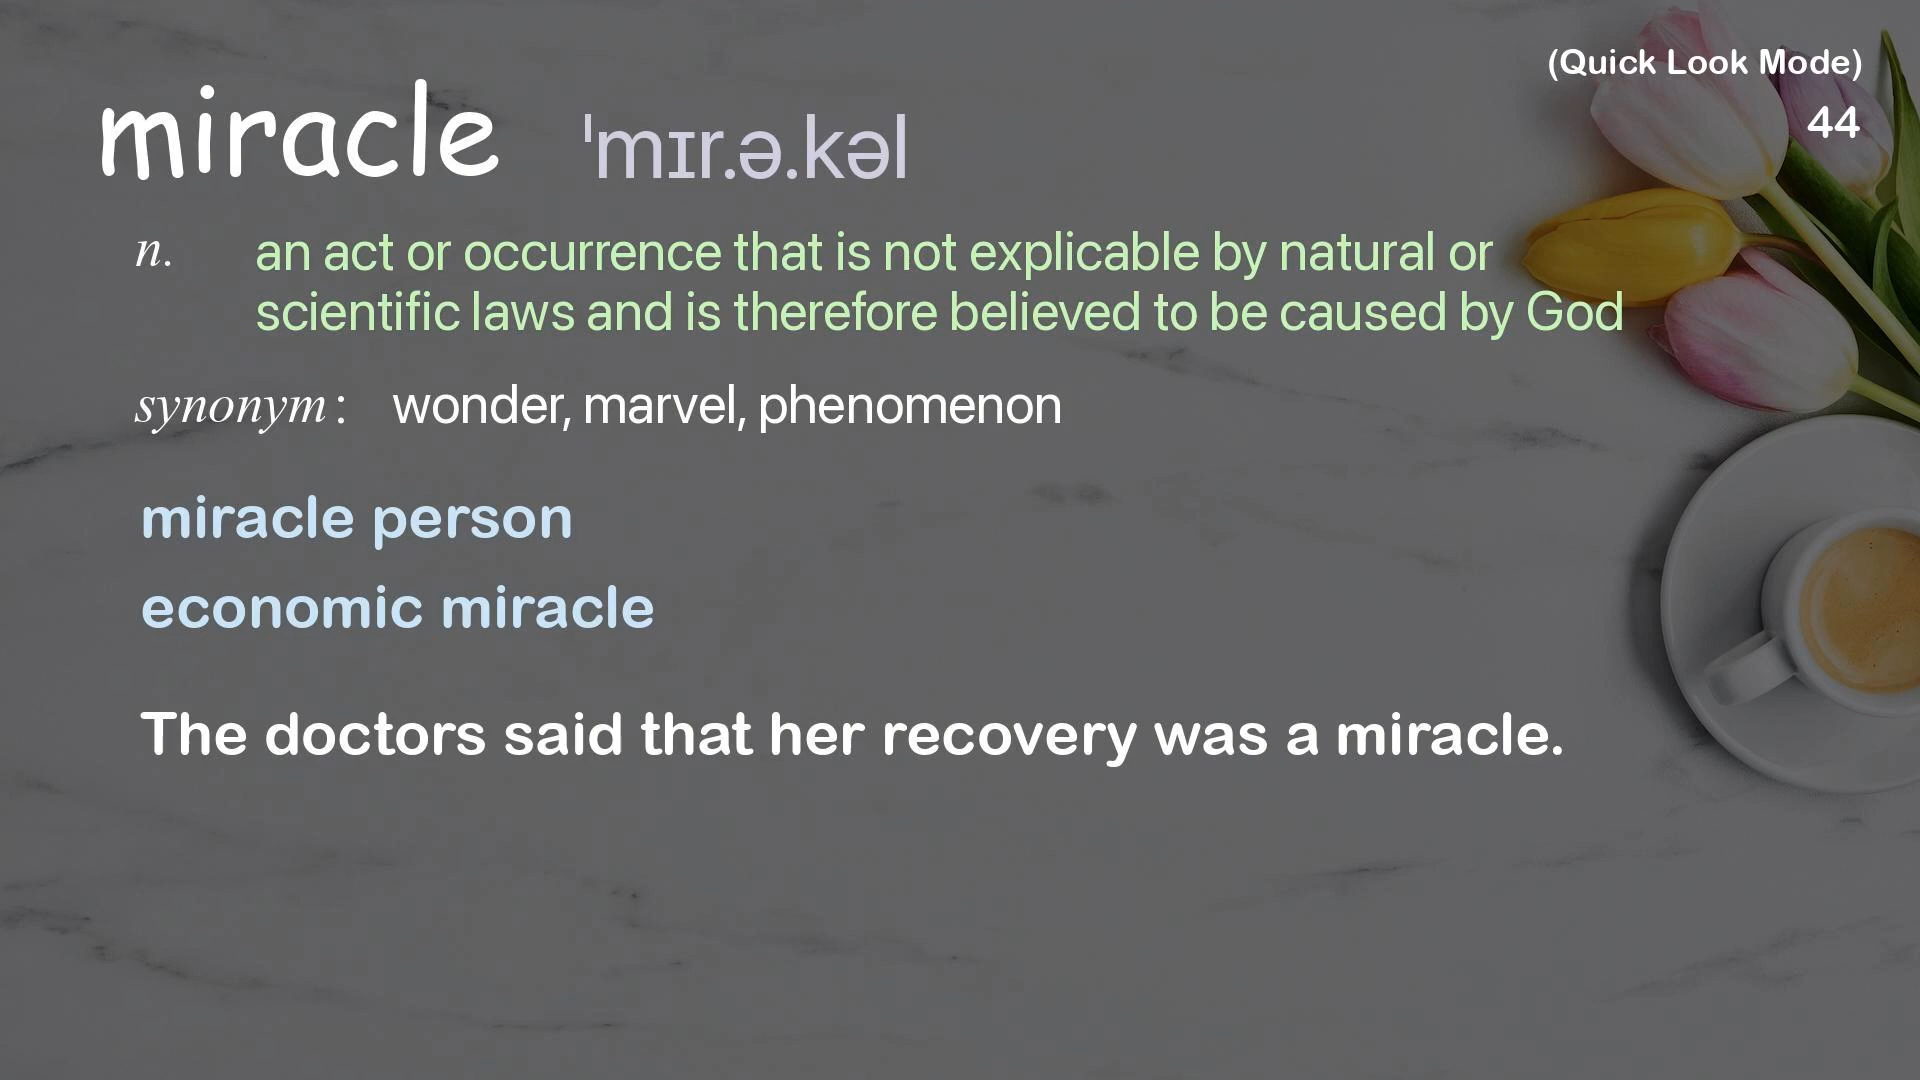 (Quick Look Mode)
44
miracle ˈmɪr.ə.kəl
n. an act or occurrence that is not explicable by natural or
scientific laws and is therefore believed to be caused by God
synonym: wonder, marvel, phenomenon
miracle person
economic miracle
The doctors said that her recovery was a miracle.